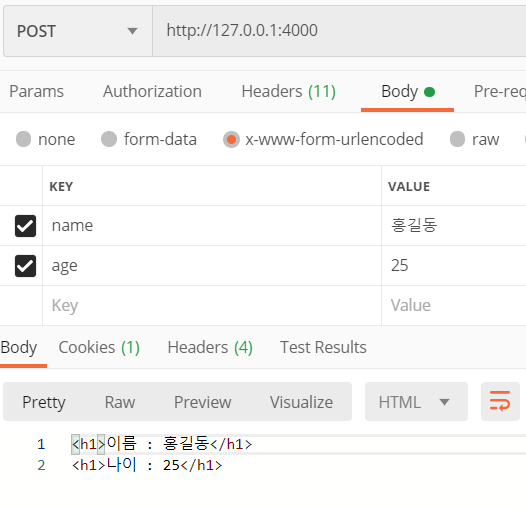 POST http://127.0.0.1:4000
Params Authorization Headers (11) Body Pre-req
none form-data x-www-form-urlencoded raw
KEY VALUE
name 홍길동
age 25
Key Value
Body Cookies (1) Headers (4) Test Results
Pretty Raw Preview Visualize HTML
1 <h1>이름 : 홍길동</h1>
2 <h1>나이 : 25</h1>